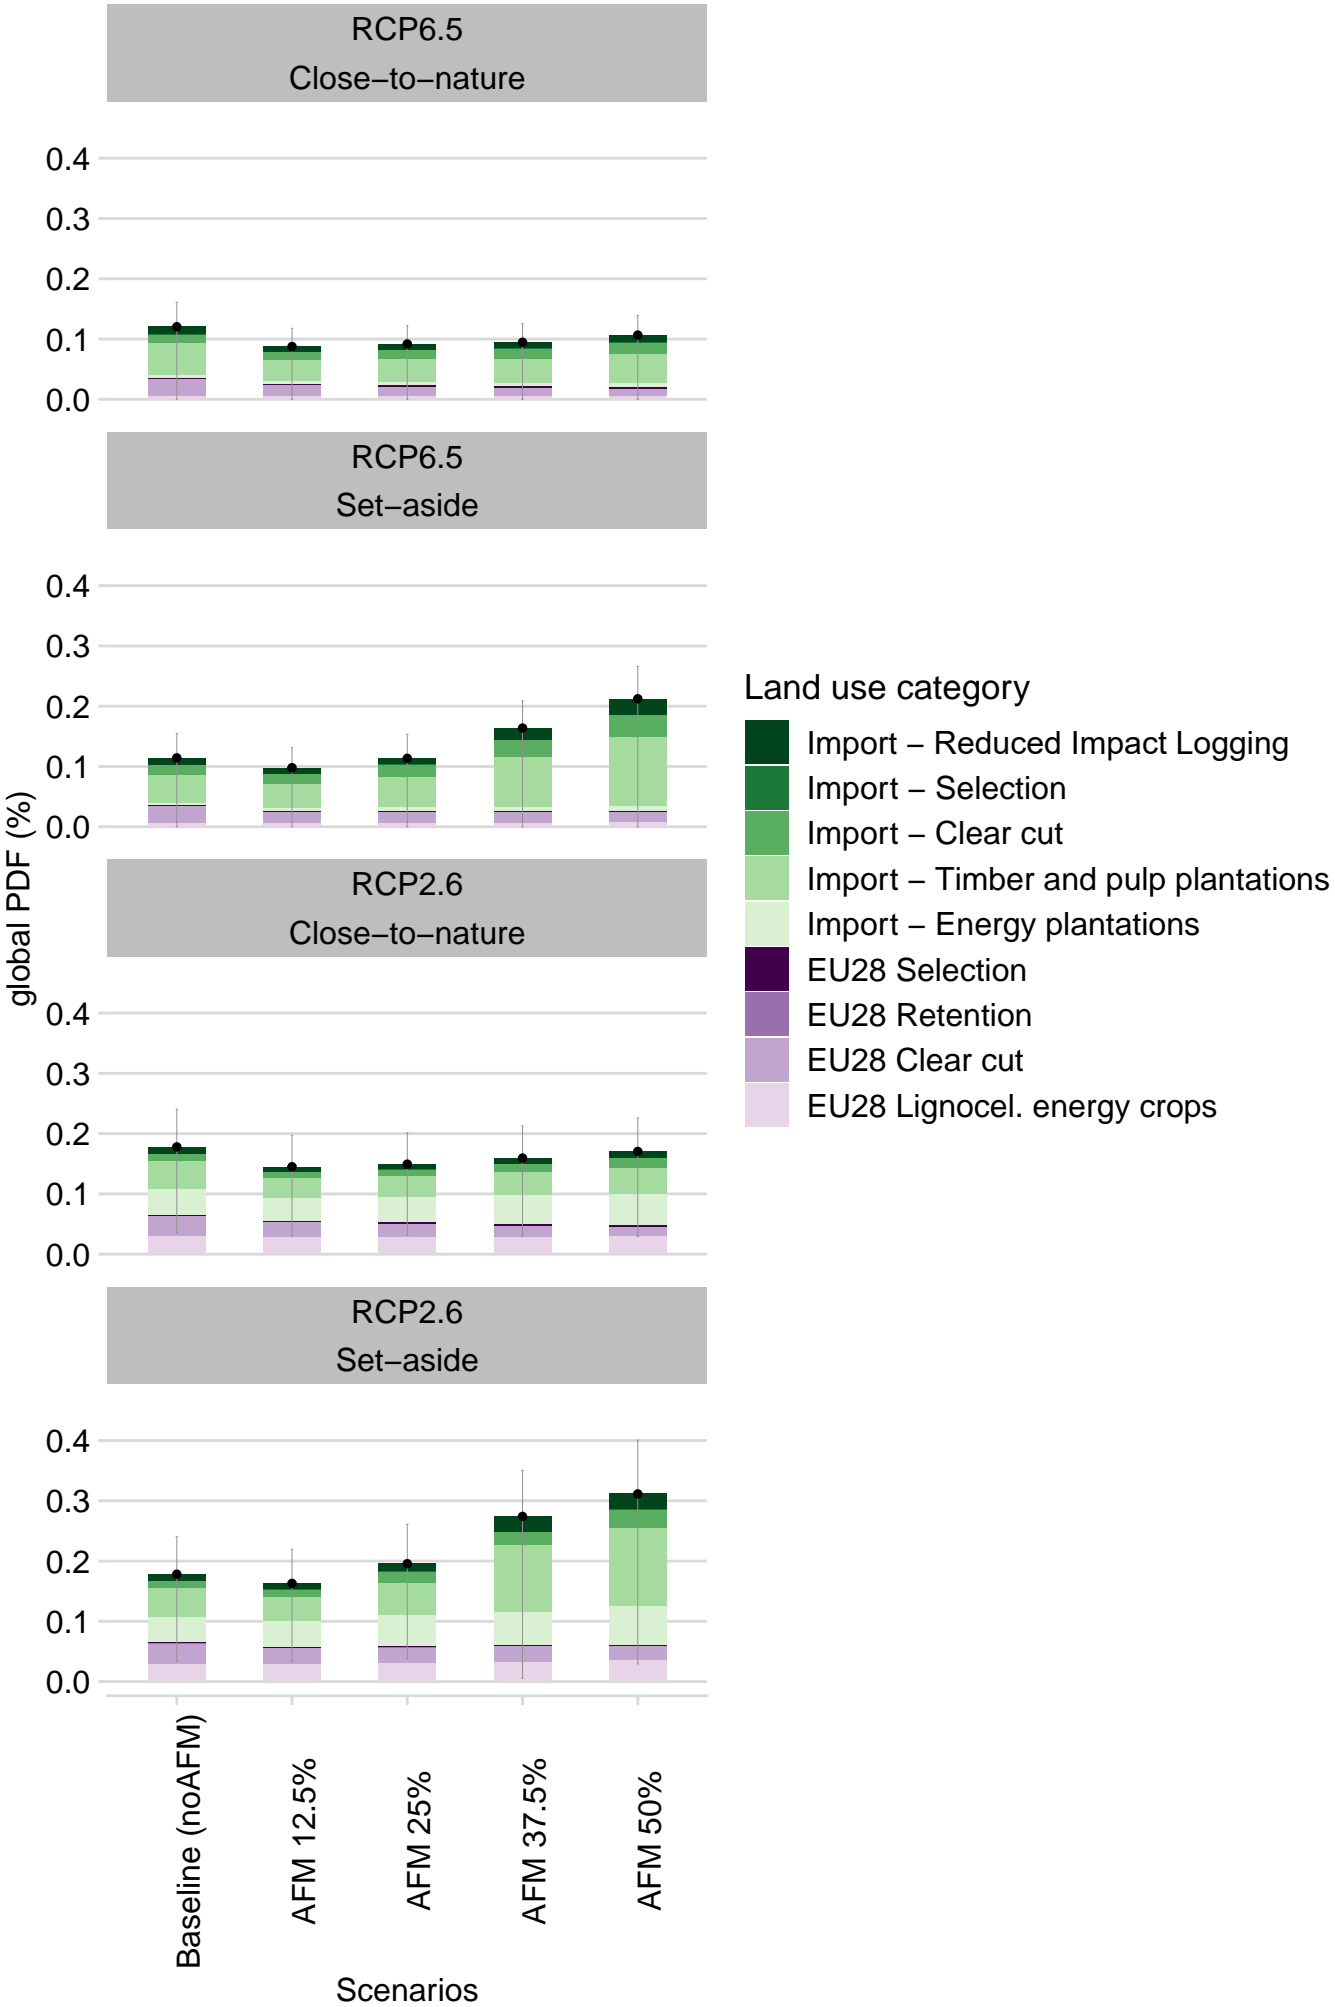 RCP6.5
Close−to−nature
0.4
0.3
0.2
0.1
0.0
RCP6.5
Set−aside
0.4
0.3
0.2
0.1
0.0
RCP2.6
Close−to−nature
0.4
0.3
0.2
0.1
0.0
RCP2.6
Set−aside
0.4
0.3
0.2
0.1
0.0
global PDF (%)
Baseline (noAFM)
AFM 12.5%
AFM 25%
AFM 37.5%
AFM 50%
Scenarios
Land use category
Import − Reduced Impact Logging
Import − Selection
Import − Clear cut
Import − Timber and pulp plantations
Import − Energy plantations
EU28 Selection
EU28 Retention
EU28 Clear cut
EU28 Lignocel. energy crops